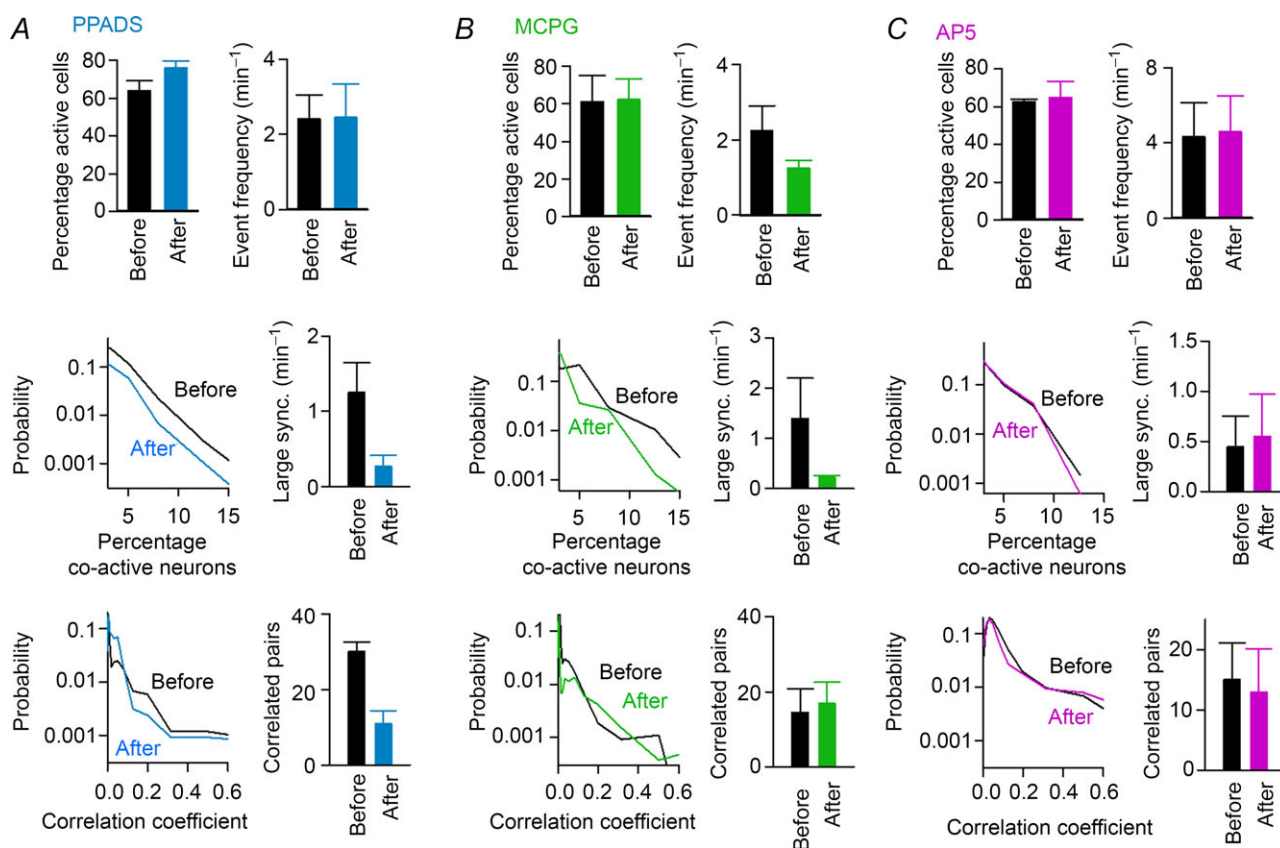 A PPADS
Percentage active cells
80
60
40
20
0
Before
After
Event frequency (min−1)
4
2
0
Before
After
Probability
0.1
0.01
0.001
Before
After
5 10 15
Percentage
co-active neurons
Large sync. (min−1)
2
1
0
Before
After
Probability
0.1
0.01
0.001
Before
After
0.0 0.2 0.4 0.6
Correlation coefficient
Correlated pairs
40
20
0
Before
After
B MCPG
Percentage active cells
80
60
40
20
0
Before
After
Event frequency (min−1)
4
2
0
Before
After
Probability
0.1
0.01
0.001
Before
After
5 10 15
Percentage
co-active neurons
Large sync. (min−1)
3
2
1
0
Before
After
Probability
0.1
0.01
0.001
Before
After
0.0 0.2 0.4 0.6
Correlation coefficient
Correlated pairs
40
20
0
Before
After
C AP5
Percentage active cells
80
60
40
20
0
Before
After
Event frequency (min−1)
8
4
0
Before
After
Probability
0.1
0.01
0.001
Before
After
5 10 15
Percentage
co-active neurons
Large sync. (min−1)
1.5
1.0
0.5
0.0
Before
After
Probability
0.1
0.01
0.001
Before
After
0.0 0.2 0.4 0.6
Correlation coefficient
Correlated pairs
20
10
0
Before
After